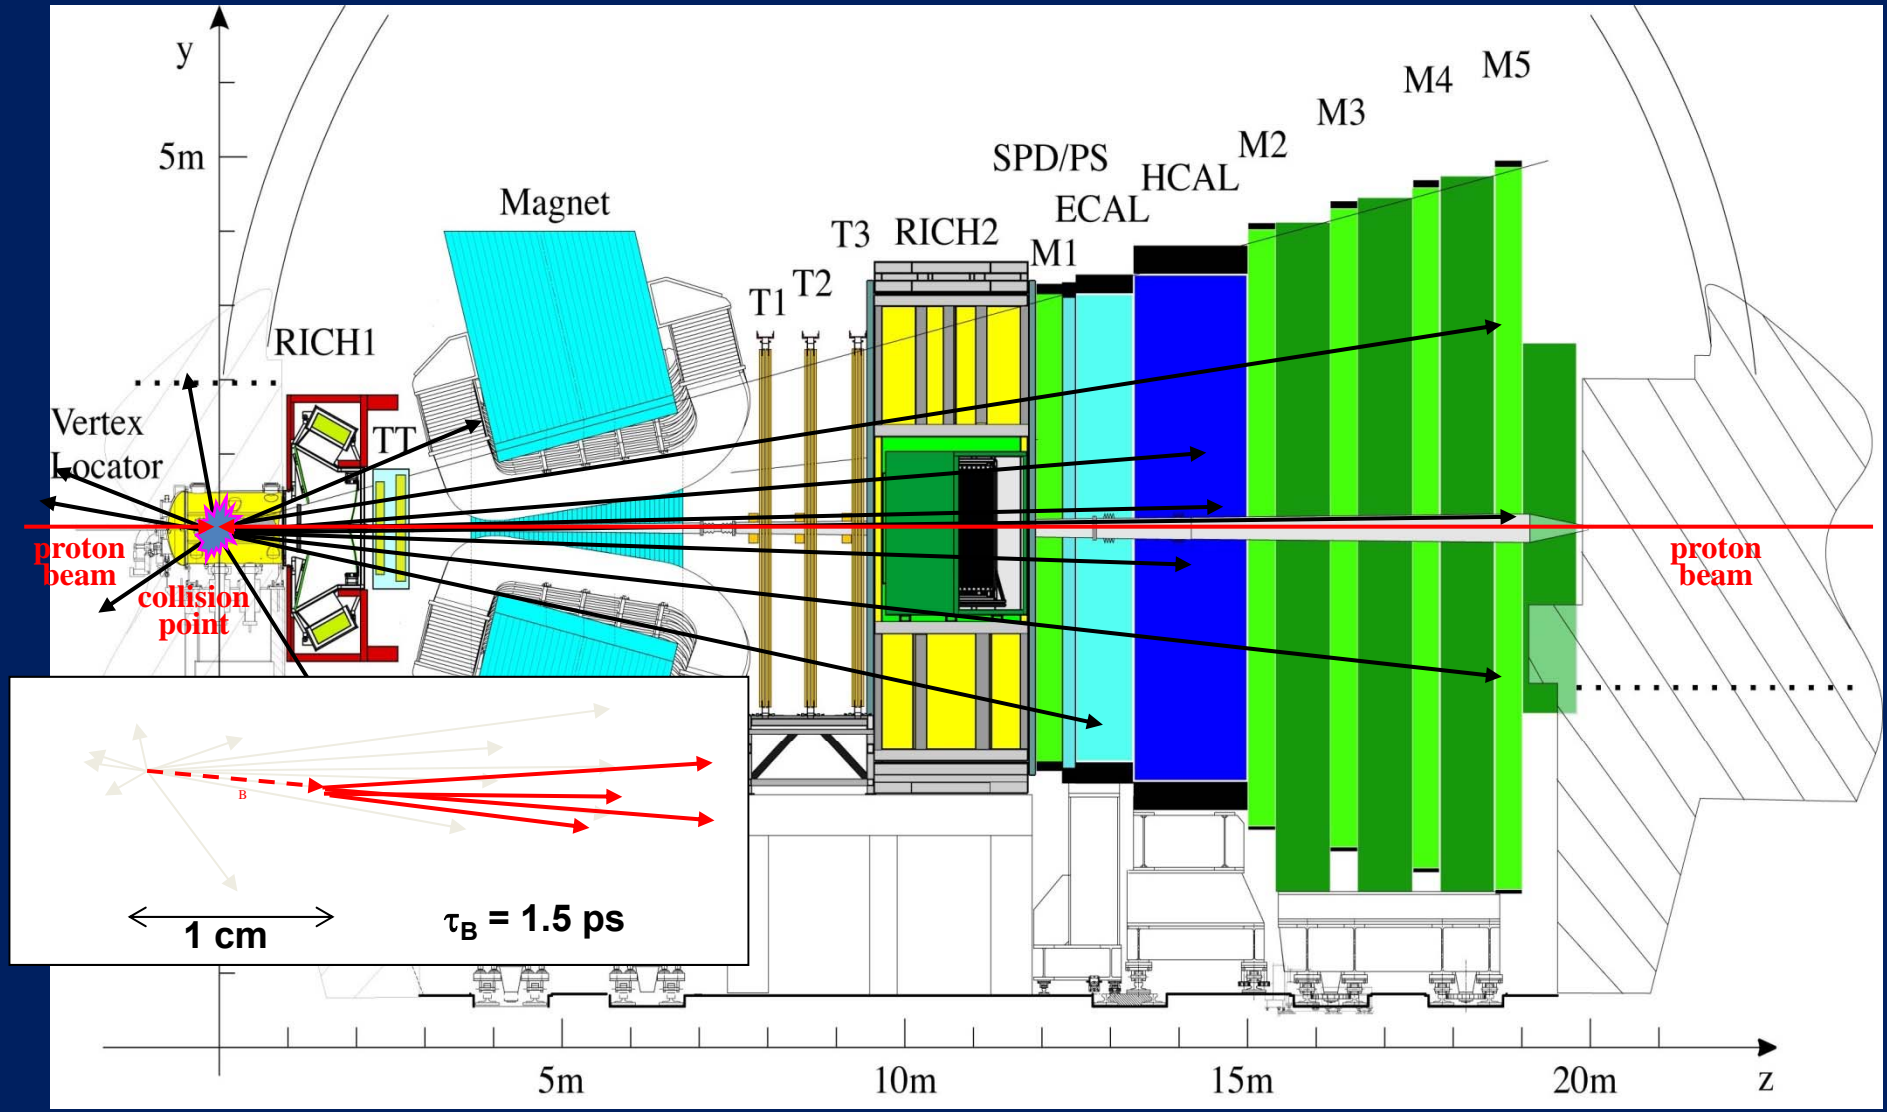 y
5m
M5
M4
M3
M2
SPD/PS
HCAL
ECAL
Magnet
T3
RICH2
M1
T2
T1
RICH1
Vertex
Locator
TT
proton
beam
collision
point
proton
beam
B
1 cm
τB = 1.5 ps
5m
10m
15m
20m
z